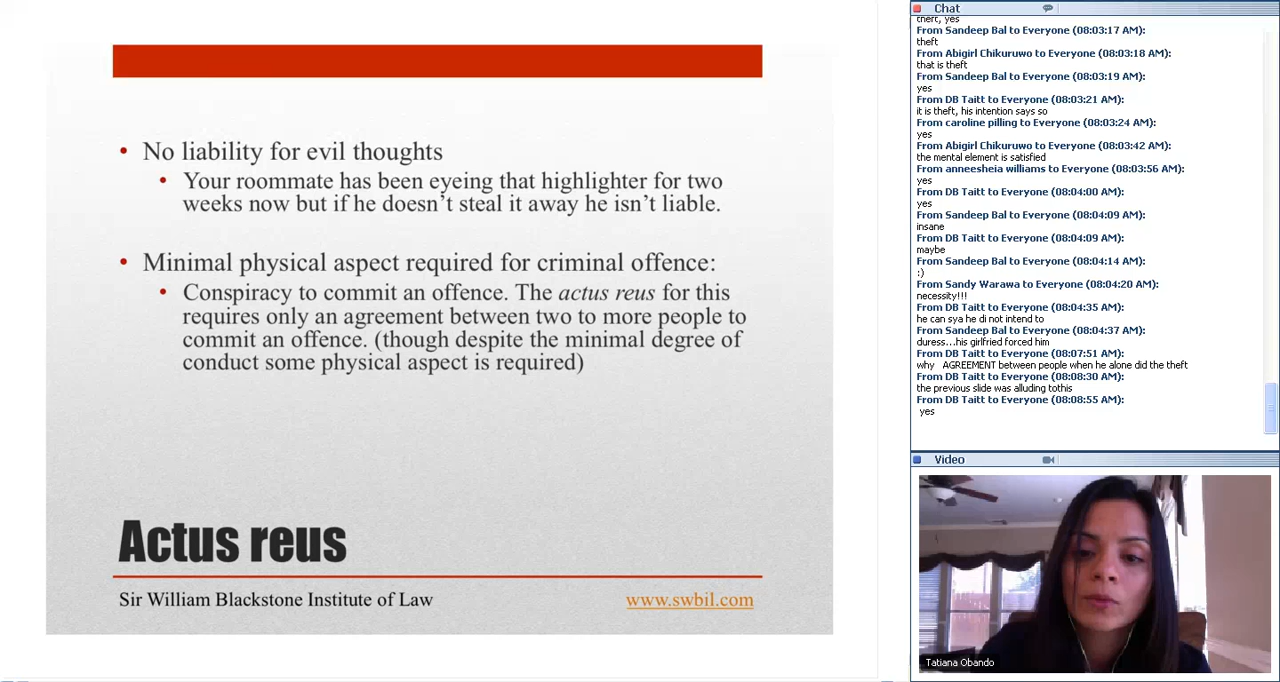 No liability for evil thoughts
Your roommate has been eyeing that highlighter for two
weeks now but if he doesn't steal it away he isn't liable.
Minimal physical aspect required for criminal offence:
Conspiracy to commit an offence. The actus reus for this
requires only an agreement between two to more people to
commit an offence. (though despite the minimal degree of
conduct some physical aspect is required)
Actus reus
Sir William Blackstone Institute of Law
www.swbil.com
Chat
theft, yes
From Sandeep Bal to Everyone (08:03:17 AM):
theft
From Abigirl Chikuruwo to Everyone (08:03:18 AM):
that is theft
From Sandeep Bal to Everyone (08:03:19 AM):
yes
From DB Taitt to Everyone (08:03:21 AM):
it is theft, his intention says so
From caroline pilling to Everyone (08:03:24 AM):
yes
From Abigirl Chikuruwo to Everyone (08:03:42 AM):
the mental element is satisfied
From anneesheia williams to Everyone (08:03:56 AM):
yes
From DB Taitt to Everyone (08:04:00 AM):
yes
From Sandeep Bal to Everyone (08:04:09 AM):
insane
From DB Taitt to Everyone (08:04:09 AM):
maybe
From Sandeep Bal to Everyone (08:04:14 AM):
:)
From Sandy Warawa to Everyone (08:04:20 AM):
necessity!!!
From DB Taitt to Everyone (08:04:35 AM):
he can sya he di not intend to
From Sandeep Bal to Everyone (08:04:37 AM):
duress...his girlfried forced him
From DB Taitt to Everyone (08:07:51 AM):
why AGREEMENT between people when he alone did the theft
From DB Taitt to Everyone (08:08:30 AM):
the previous slide was alluding tothis
From DB Taitt to Everyone (08:08:55 AM):
yes
Video
Tatiana Obando